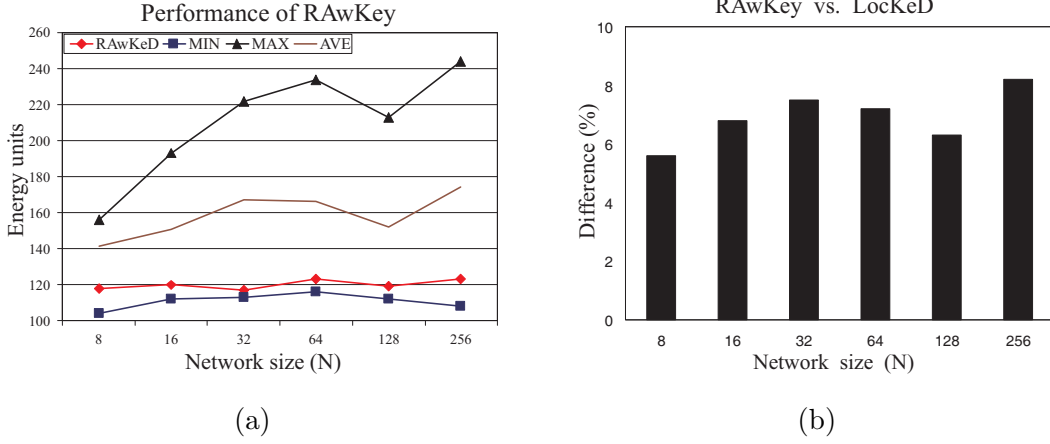 Performance of RAwKey
260
240
220
200
180
160
140
120
100
RAwKeD MIN MAX AVE
Energy units
8 16 32 64 128 256
Network size (N)
(a)
RAwKey vs. LocKeD
10
8
6
4
2
0
Difference (%)
8 16 32 64 128 256
Network size (N)
(b)